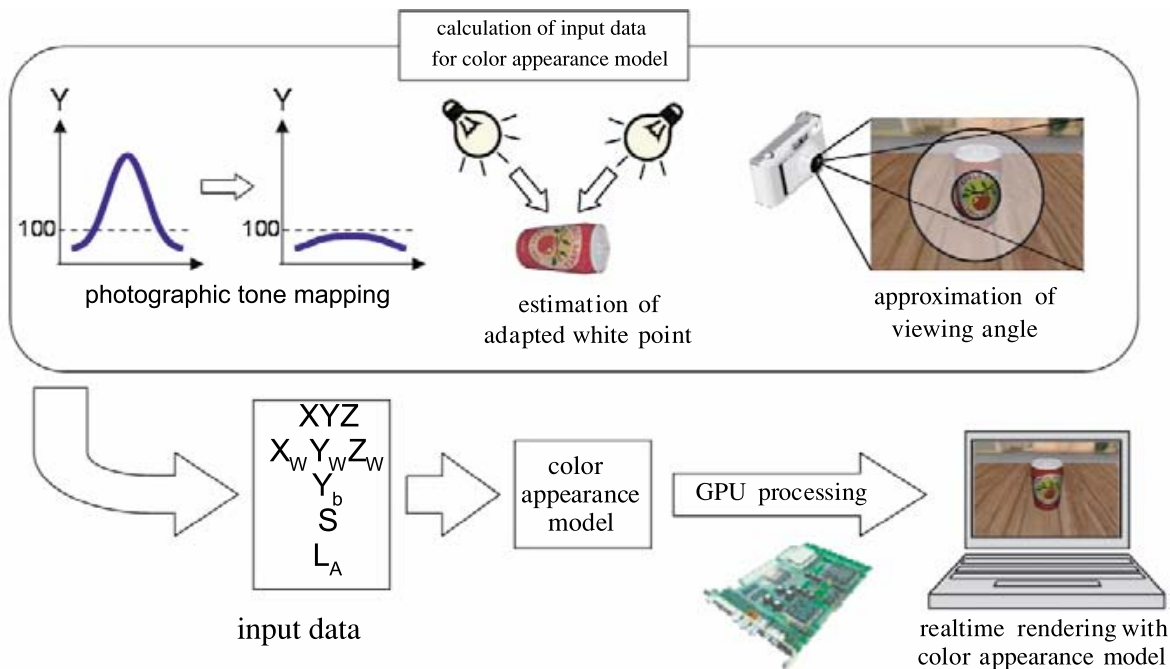 calculation of input data
for color appearance model
Y
100
Y
100
photographic tone mapping
estimation of
adapted white point
approximation of
viewing angle
XYZ
XwYwZw
Yb
S
LA
input data
color
appearance
model
GPU processing
realtime rendering with
color appearance model